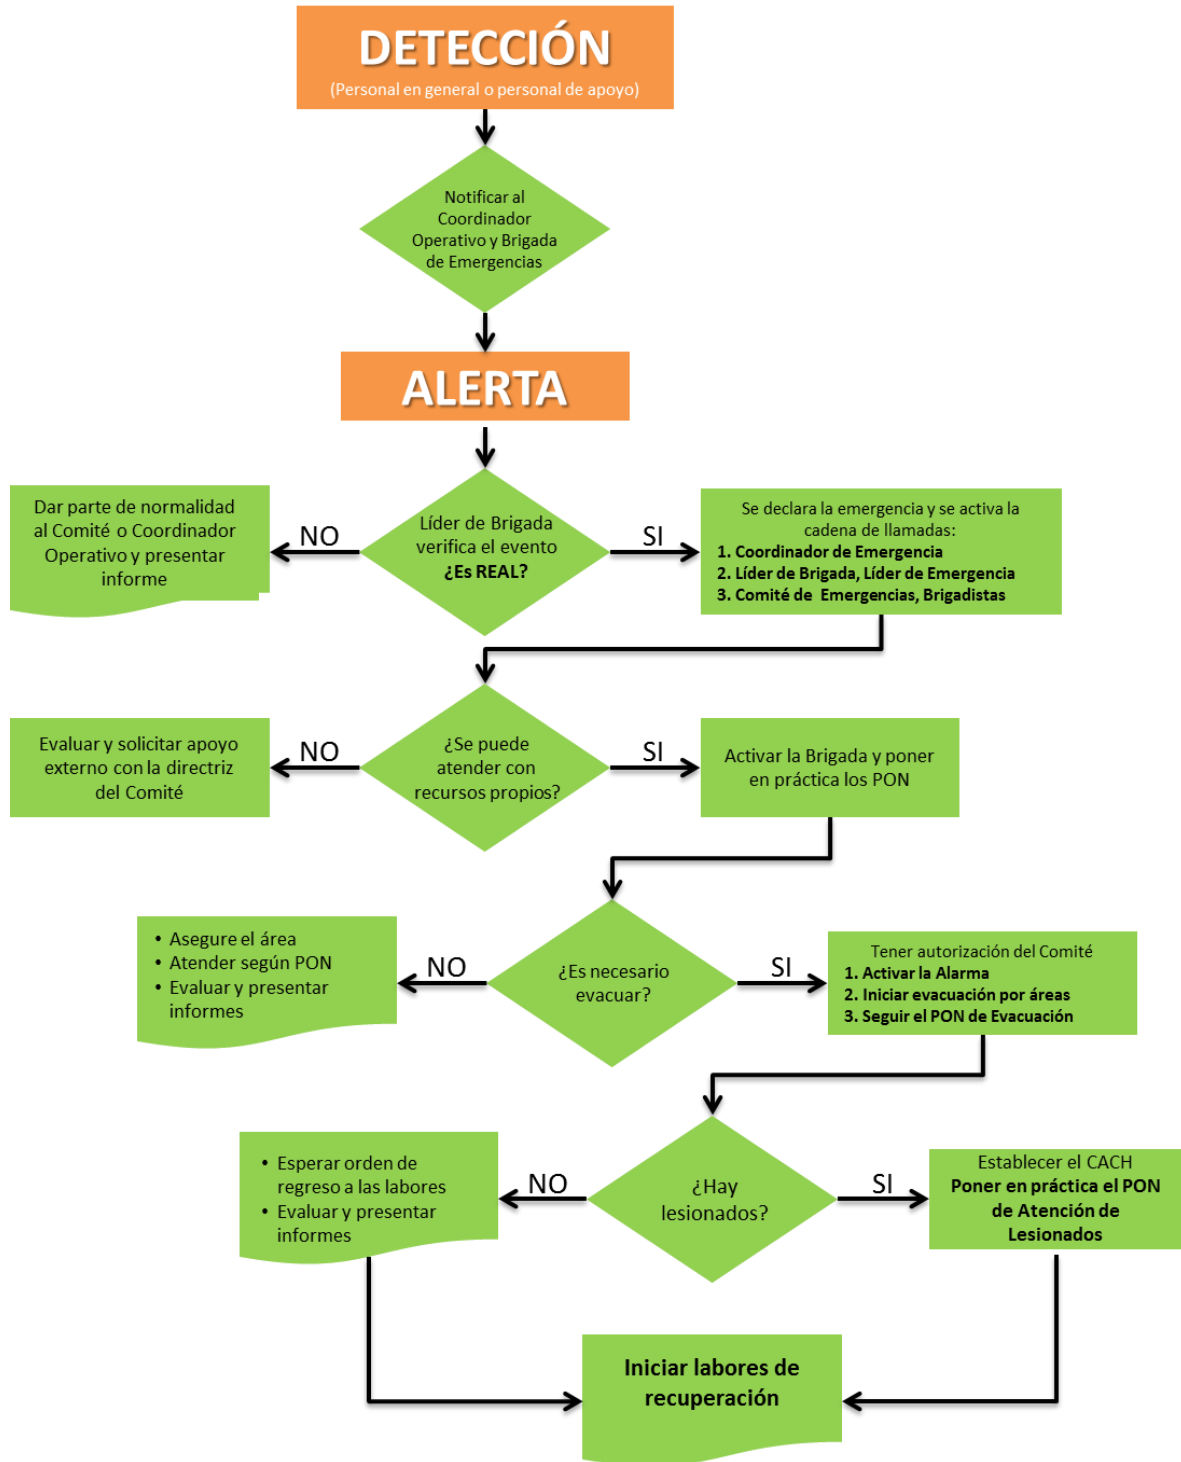 DETECCIÓN
(Personal en general o personal de apoyo)
Notificar al
Coordinador
Operativo y Brigada
de Emergencias
ALERTA
Dar parte de normalidad
al Comité o Coordinador
Operativo y presentar
informe
NO
Líder de Brigada
verifica el evento
¿Es REAL?
SI
Se declara la emergencia y se activa la
cadena de llamadas:
1. Coordinador de Emergencia
2. Líder de Brigada, Líder de Emergencia
3. Comité de Emergencias, Brigadistas
Evaluar y solicitar apoyo
externo con la directriz
del Comité
NO
¿Se puede
atender con
recursos propios?
SI
Activar la Brigada y poner
en práctica los PON
• Asegure el área
• Atender según PON
• Evaluar y presentar
informes
NO
¿Es necesario
evacuar?
SI
Tener autorización del Comité
1. Activar la Alarma
2. Iniciar evacuación por áreas
3. Seguir el PON de Evacuación
• Esperar orden de
regreso a las labores
• Evaluar y presentar
informes
NO
¿Hay
lesionados?
SI
Establecer el CACH
Poner en práctica el PON
de Atención de
Lesionados
Iniciar labores de
recuperación